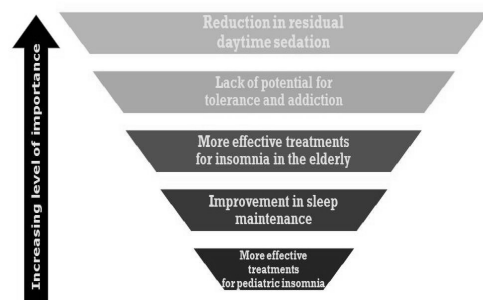 Increasing level of importance
Reduction in residual
daytime sedation
Lack of potential for
tolerance and addiction
More effective treatments
for insomnia in the elderly
Improvement in sleep
maintenance
More effective
treatments
for pediatric insomnia